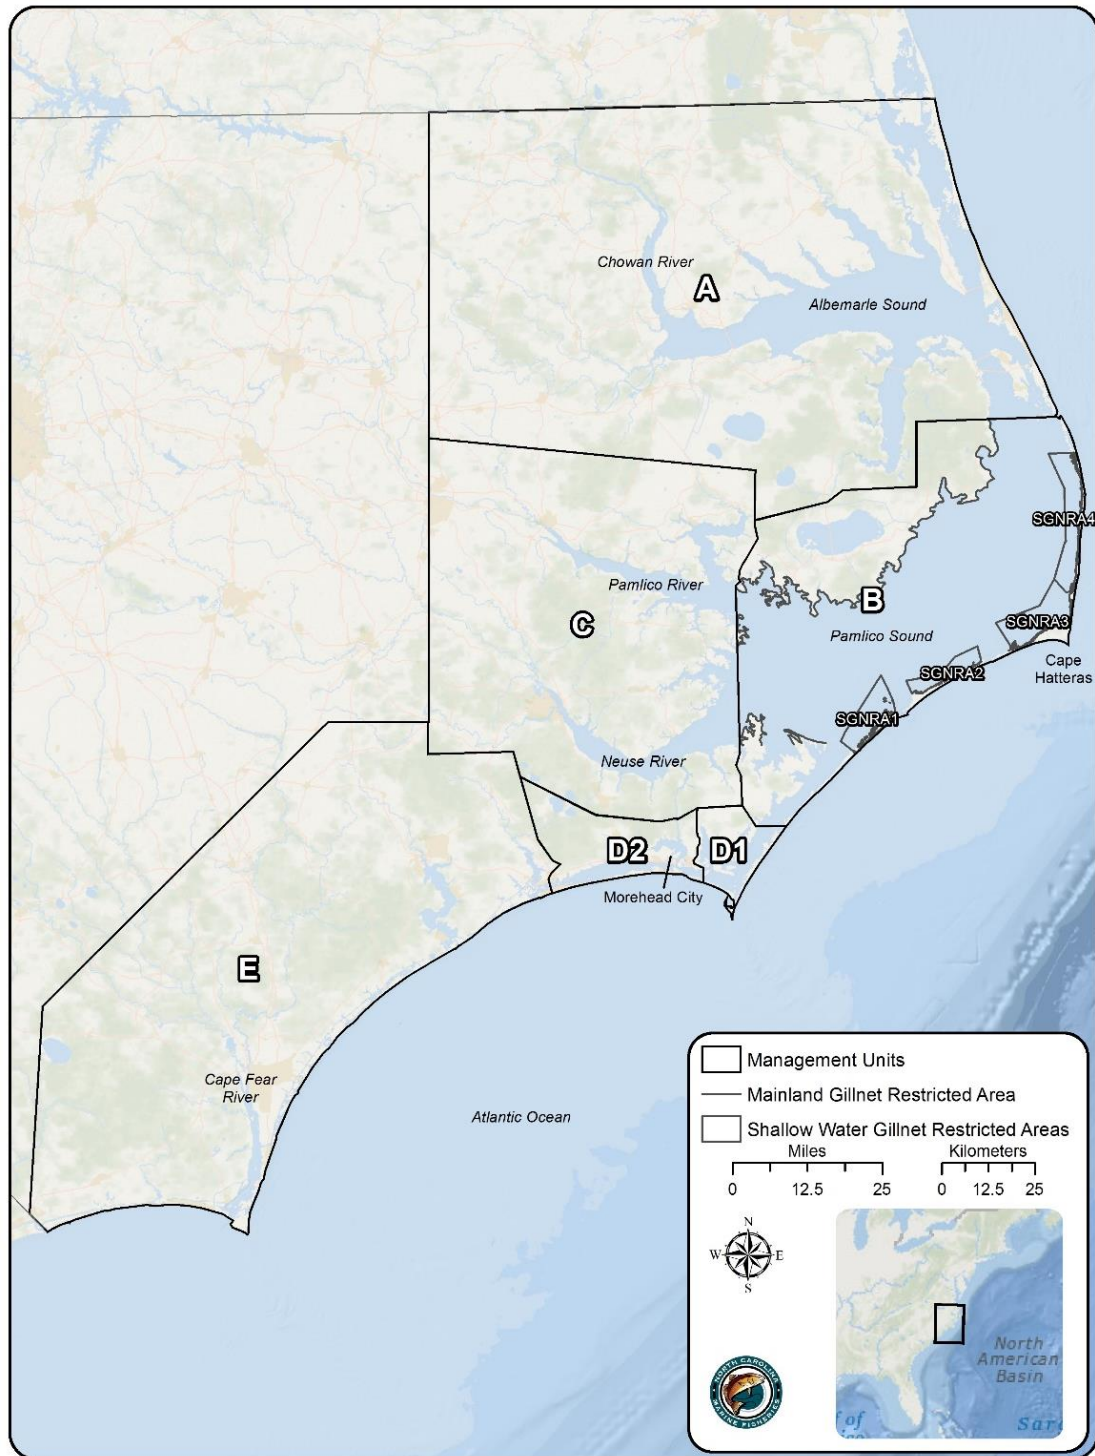 Chowan River
A
Albemarle Sound
SGNRA4
Pamlico River
B
C
SGNRA3
Pamlico Sound
Cape
Hatteras
SGNRA2
SGNRA1
Neuse River
D2
D1
Morehead City
E
Cape Fear
River
Atlantic Ocean
Management Units
Mainland Gillnet Restricted Area
Shallow Water Gillnet Restricted Areas
Miles
Kilometers
0 12.5 25
0 12.5 25
N
W E
S
North
American
Basin
NORTH CAROLINA
MARINE FISHERIES
f of
Sar